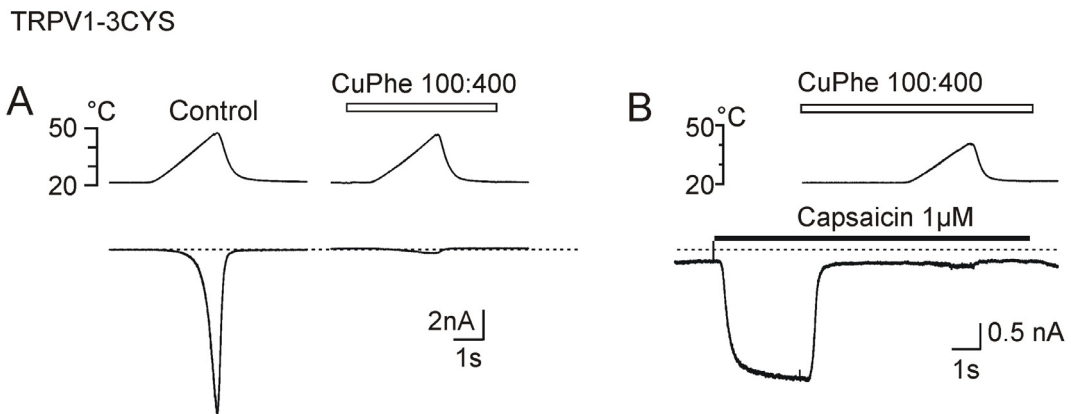 TRPV1-3CYS
A
°C
50
20
Control
CuPhe 100:400
2nA
1s
B
°C
50
20
CuPhe 100:400
Capsaicin 1µM
0.5 nA
1s